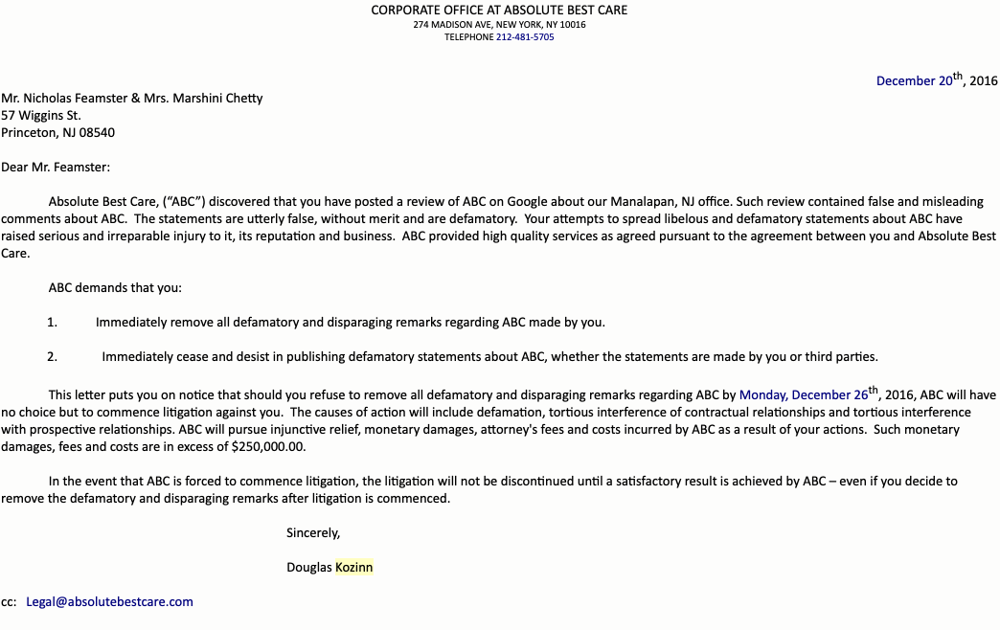 CORPORATE OFFICE AT ABSOLUTE BEST CARE
274 MADISON AVE, NEW YORK, NY 10016
TELEPHONE 212-481-5705
December 20th, 2016
Mr. Nicholas Feamster & Mrs. Marshini Chetty
57 Wiggins St.
Princeton, NJ 08540
Dear Mr. Feamster:
Absolute Best Care, (“ABC”) discovered that you have posted a review of ABC on Google about our Manalapan, NJ office. Such review contained false and misleading
comments about ABC.  The statements are utterly false, without merit and are defamatory.  Your attempts to spread libelous and defamatory statements about ABC have
raised serious and irreparable injury to it, its reputation and business.  ABC provided high quality services as agreed pursuant to the agreement between you and Absolute Best
Care.
ABC demands that you:
1. Immediately remove all defamatory and disparaging remarks regarding ABC made by you.
2. Immediately cease and desist in publishing defamatory statements about ABC, whether the statements are made by you or third parties.
This letter puts you on notice that should you refuse to remove all defamatory and disparaging remarks regarding ABC by Monday, December 26th, 2016, ABC will have
no choice but to commence litigation against you.  The causes of action will include defamation, tortious interference of contractual relationships and tortious interference
with prospective relationships. ABC will pursue injunctive relief, monetary damages, attorney's fees and costs incurred by ABC as a result of your actions.  Such monetary
damages, fees and costs are in excess of $250,000.00.
In the event that ABC is forced to commence litigation, the litigation will not be discontinued until a satisfactory result is achieved by ABC – even if you decide to
remove the defamatory and disparaging remarks after litigation is commenced.
Sincerely,
Douglas Kozinn
cc: Legal@absolutebestcare.com